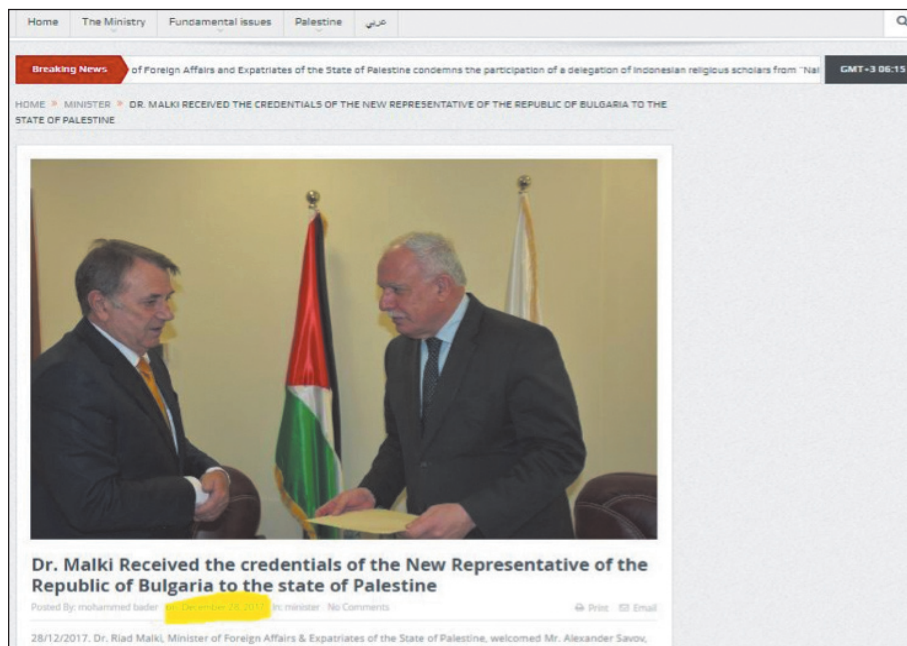 Home The Ministry Fundamental issues Palestine عربي
Breaking News of Foreign Affairs and Expatriates of the State of Palestine condemns the participation of a delegation of Indonesian religious scholars from "Nal GMT+3 06:15
HOME » MINISTER » DR. MALKI RECEIVED THE CREDENTIALS OF THE NEW REPRESENTATIVE OF THE REPUBLIC OF BULGARIA TO THE
STATE OF PALESTINE
Dr. Malki Received the credentials of the New Representative of the
Republic of Bulgaria to the state of Palestine
Posted By: mohammed bader On: December 28, 2017 In: minister No Comments Print Email
28/12/2017. Dr. Riad Malki, Minister of Foreign Affairs & Expatriates of the State of Palestine, welcomed Mr. Alexander Savov,